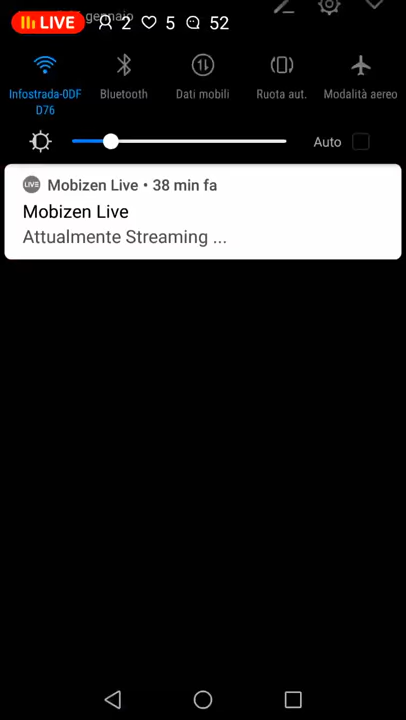 LIVE 2 5 52
gennaio
Infostrada-0DF
D76
Bluetooth
Dati mobili
Ruota aut.
Modalità aereo
Auto
LIVE Mobizen Live • 38 min fa
Mobizen Live
Attualmente Streaming ...